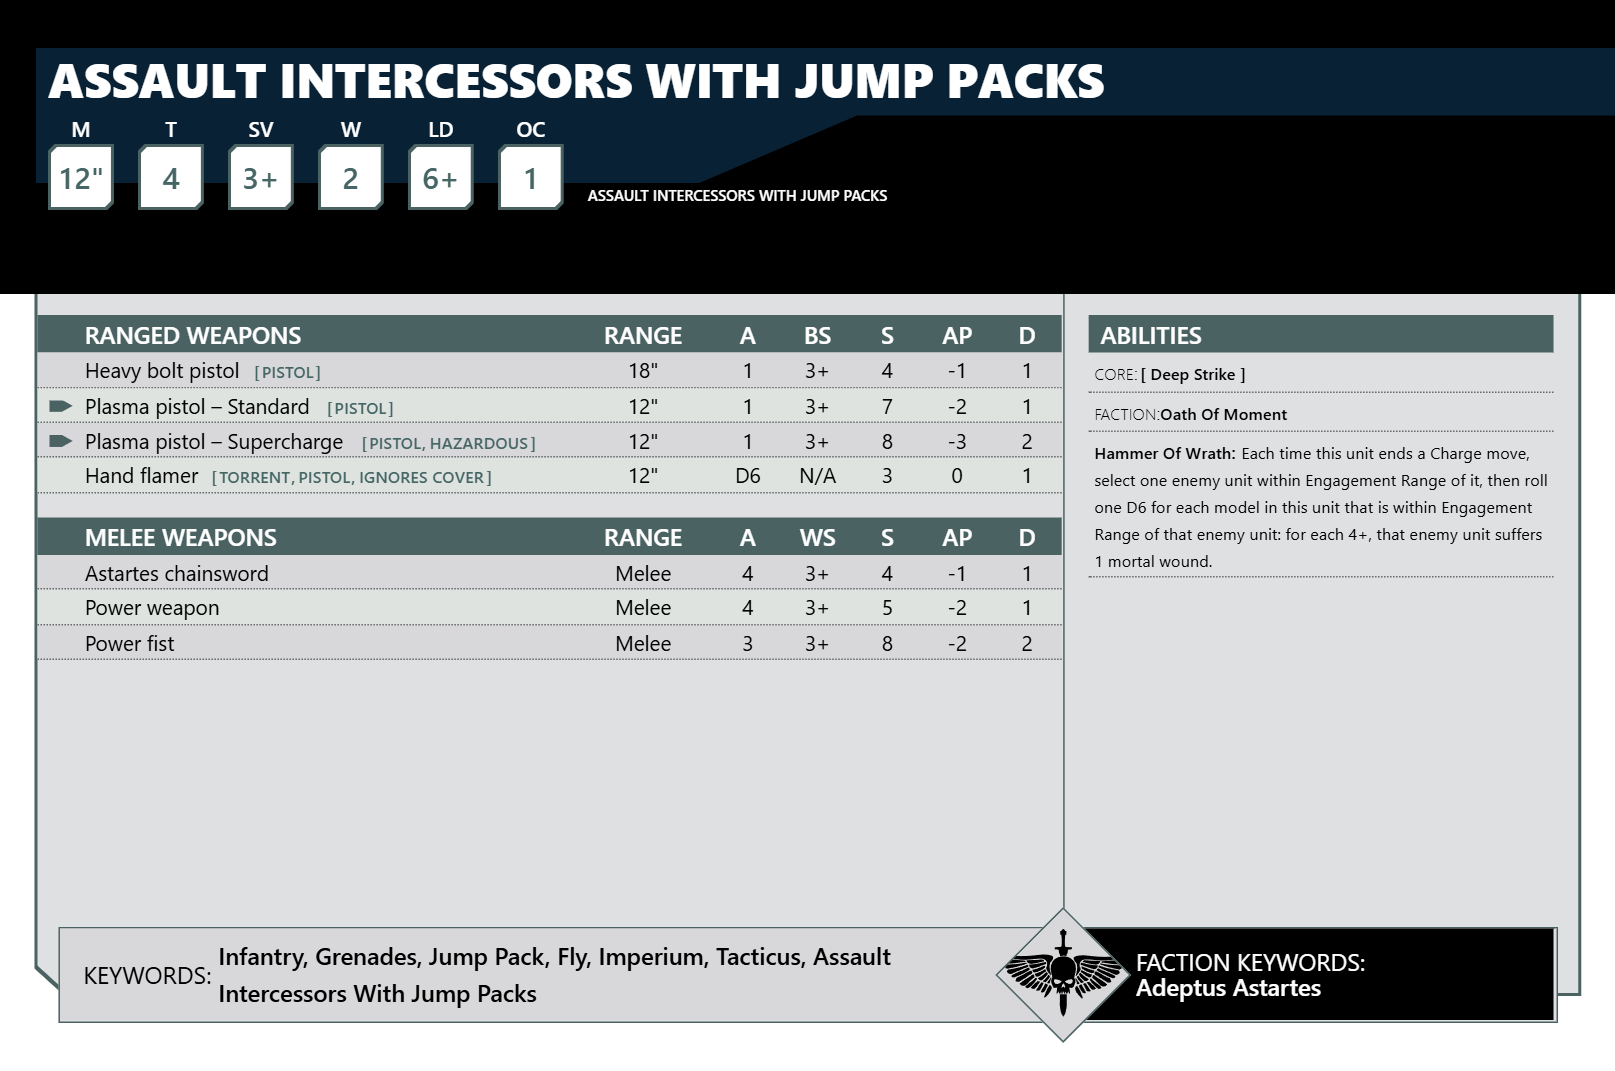 ASSAULT INTERCESSORS WITH JUMP PACKS
M T SV W LD OC
12" 4 3+ 2 6+ 1
ASSAULT INTERCESSORS WITH JUMP PACKS
RANGED WEAPONS RANGE A BS S AP D
Heavy bolt pistol [PISTOL] 18" 1 3+ 4 -1 1
Plasma pistol – Standard [PISTOL] 12" 1 3+ 7 -2 1
Plasma pistol – Supercharge [PISTOL, HAZARDOUS] 12" 1 3+ 8 -3 2
Hand flamer [TORRENT, PISTOL, IGNORES COVER] 12" D6 N/A 3 0 1
MELEE WEAPONS RANGE A WS S AP D
Astartes chainsword Melee 4 3+ 4 -1 1
Power weapon Melee 4 3+ 5 -2 1
Power fist Melee 3 3+ 8 -2 2
ABILITIES
CORE: [ Deep Strike ]
FACTION:Oath Of Moment
Hammer Of Wrath: Each time this unit ends a Charge move,
select one enemy unit within Engagement Range of it, then roll
one D6 for each model in this unit that is within Engagement
Range of that enemy unit: for each 4+, that enemy unit suffers
1 mortal wound.
KEYWORDS: Infantry, Grenades, Jump Pack, Fly, Imperium, Tacticus, Assault
Intercessors With Jump Packs
FACTION KEYWORDS:
Adeptus Astartes